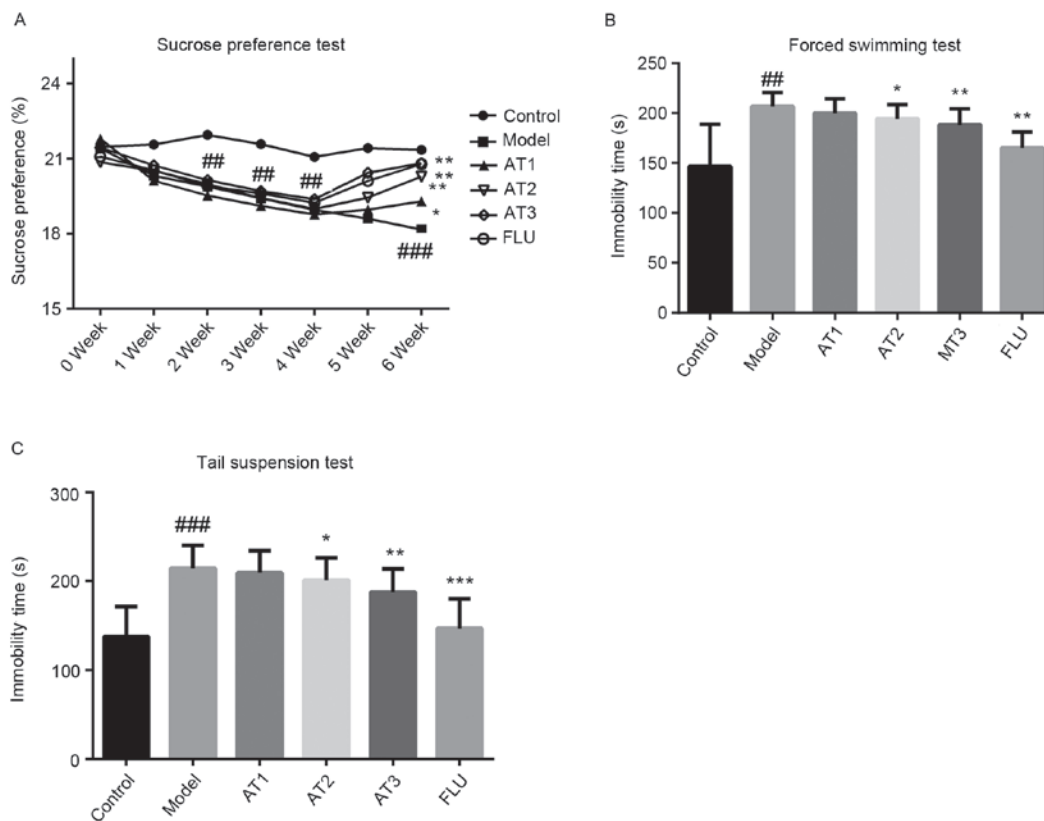 A
Sucrose preference test
Sucrose preference (%)
24
21
18
15
##
##
##
###
**
**
**
*
0 Week
1 Week
2 Week
3 Week
4 Week
5 Week
6 Week
Control
Model
AT1
AT2
AT3
FLU
B
Forced swimming test
Immobility time (s)
250
200
150
100
50
0
##
*
**
**
Control
Model
AT1
AT2
MT3
FLU
C
Tail suspension test
Immobility time (s)
300
200
100
0
###
*
**
***
Control
Model
AT1
AT2
AT3
FLU